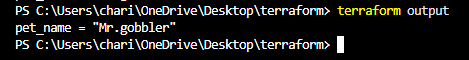 PS C:\Users\chari\OneDrive\Desktop\terraform> terraform output
pet_name = "Mr.gobbler"
PS C:\Users\chari\OneDrive\Desktop\terraform>